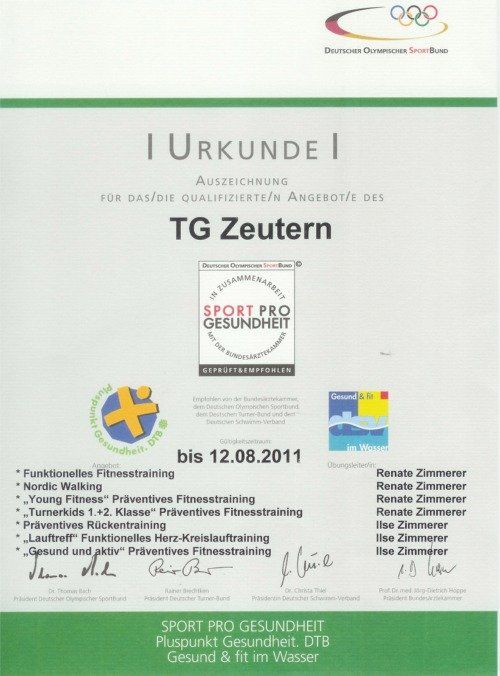 DEUTSCHER OLYMPISCHER SPORTBUND
| URKUNDE |
AUSZEICHNUNG
FÜR DAS/DIE QUALIFIZIERTE/N ANGEBOT/E DES
TG Zeutern
DEUTSCHER OLYMPISCHER SPORTBUND ©
IN ZUSAMMENARBEIT
SPORT PRO
GESUNDHEIT
MIT DER BUNDESÄRZTEKAMMER
GEPRÜFT & EMPFOHLEN
Pluspunkt Gesundheit. DTB
Empfohlen von der Bundesärztekammer,
dem Deutschen Olympischen Sportbund,
dem Deutschen Turner-Bund und dem
Deutschen Schwimm-Verband
Gesund & fit
dsv
im Wasser
Gültigkeitszeitraum:
bis 12.08.2011
Angebot: Übungsleiter/in:
* Funktionelles Fitnesstraining Renate Zimmerer
* Nordic Walking Renate Zimmerer
* „Young Fitness“ Präventives Fitnesstraining Renate Zimmerer
* „Turnerkids 1.+2. Klasse“ Präventives Fitnesstraining Renate Zimmerer
* Präventives Rückentraining Ilse Zimmerer
* „Lauftreff“ Funktionelles Herz-Kreislauftraining Ilse Zimmerer
* „Gesund und aktiv“ Präventives Fitnesstraining Ilse Zimmerer
Dr. Thomas Bach Rainer Brechtken Dr. Christa Thiel Prof. Dr. med. Jörg-Dietrich Hoppe
Präsident Deutscher Olympischer Sportbund Präsident Deutscher Turner-Bund Präsidentin Deutscher Schwimm-Verband Präsident Bundesärztekammer
SPORT PRO GESUNDHEIT
Pluspunkt Gesundheit. DTB
Gesund & fit im Wasser